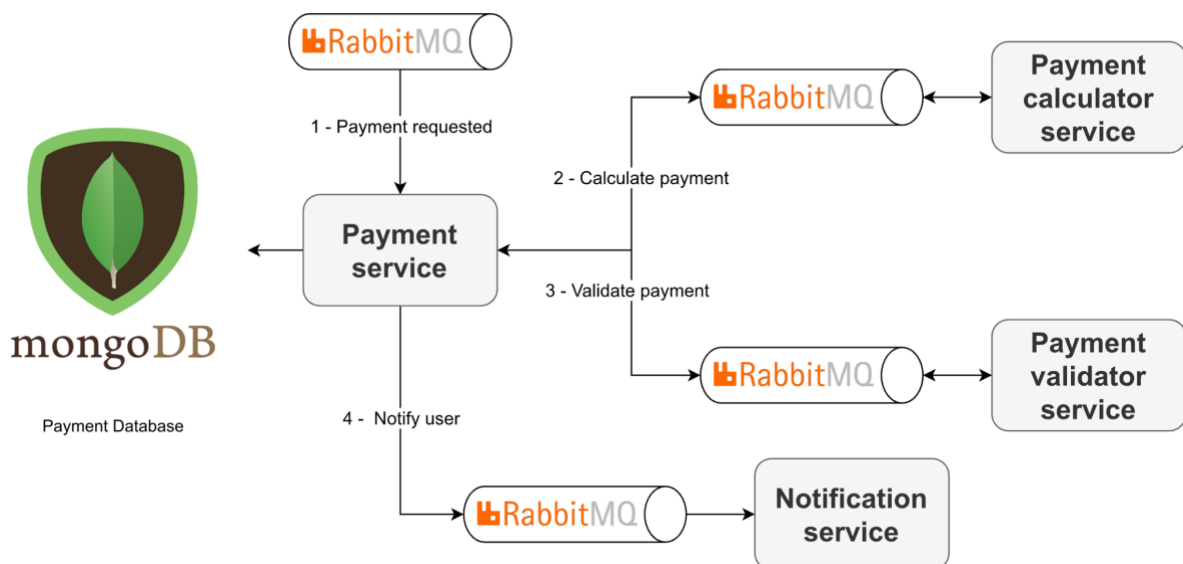 RabbitMQ
1 - Payment requested
RabbitMQ
Payment
calculator
service
2 - Calculate payment
Payment
service
mongoDB
Payment Database
3 - Validate payment
RabbitMQ
Payment
validator
service
4 -  Notify user
RabbitMQ
Notification
service